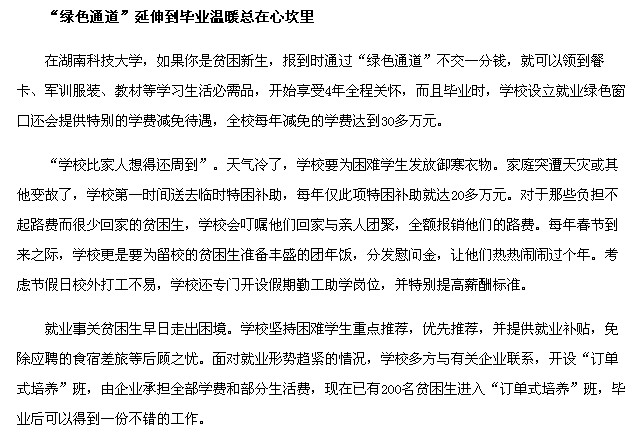 “绿色通道”延伸到毕业温暖总在心坎里
在湖南科技大学，如果你是贫困新生，报到时通过“绿色通道”不交一分钱，就可以领到餐
卡、军训服装、教材等学习生活必需品，开始享受4年全程关怀，而且毕业时，学校设立就业绿色窗
口还会提供特别的学费减免待遇，全校每年减免的学费达到30多万元。
“学校比家人想得还周到”。天气冷了，学校要为困难学生发放御寒衣物。家庭突遭天灾或其
他变故了，学校第一时间送去临时特困补助，每年仅此项特困补助就达20多万元。对于那些负担不
起路费而很少回家的贫困生，学校会叮嘱他们回家与亲人团聚，全额报销他们的路费。每年春节到
来之际，学校更是要为留校的贫困生准备丰盛的团年饭，分发慰问金，让他们热热闹闹过个年。考
虑节假日校外打工不易，学校还专门开设假期勤工助学岗位，并特别提高薪酬标准。
就业事关贫困生早日走出困境。学校坚持困难学生重点推荐，优先推荐，并提供就业补贴，免
除应聘的食宿差旅等后顾之忧。面对就业形势趋紧的情况，学校多方与有关企业联系，开设“订单
式培养”班，由企业承担全部学费和部分生活费，现在已有200名贫困生进入“订单式培养”班，毕
业后可以得到一份不错的工作。